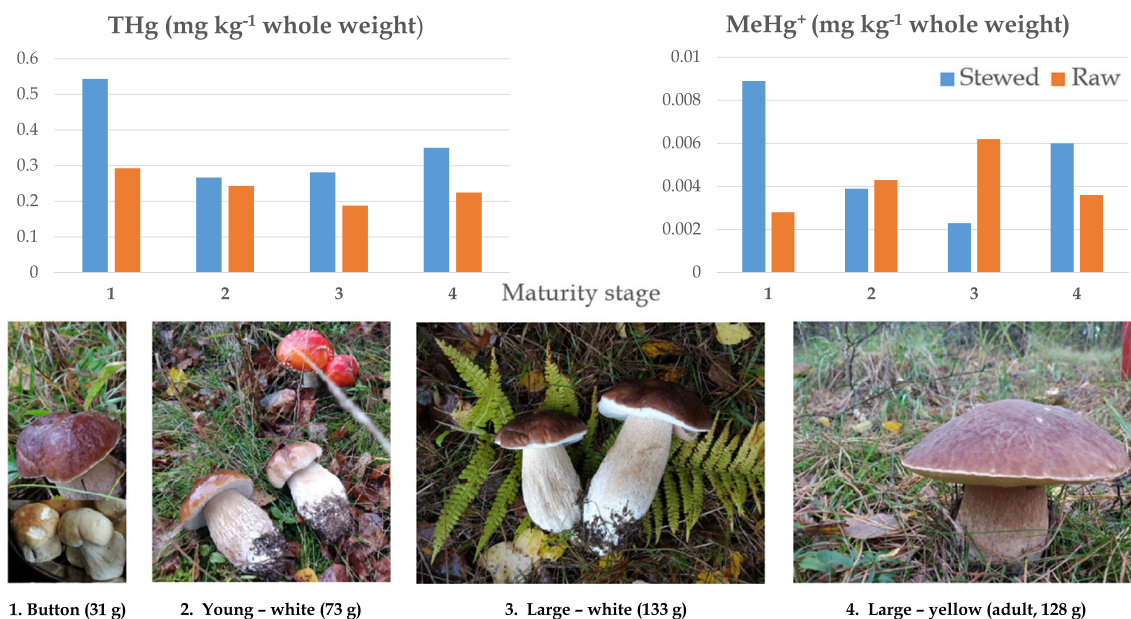 THg (mg kg⁻¹ whole weight)
0.6
0.5
0.4
0.3
0.2
0.1
0
1 2 3 4
MeHg⁺ (mg kg⁻¹ whole weight)
0.01
0.008
0.006
0.004
0.002
0
Stewed Raw
1 2 3 4
Maturity stage
1. Button (31 g)
2. Young – white (73 g)
3. Large – white (133 g)
4. Large – yellow (adult, 128 g)